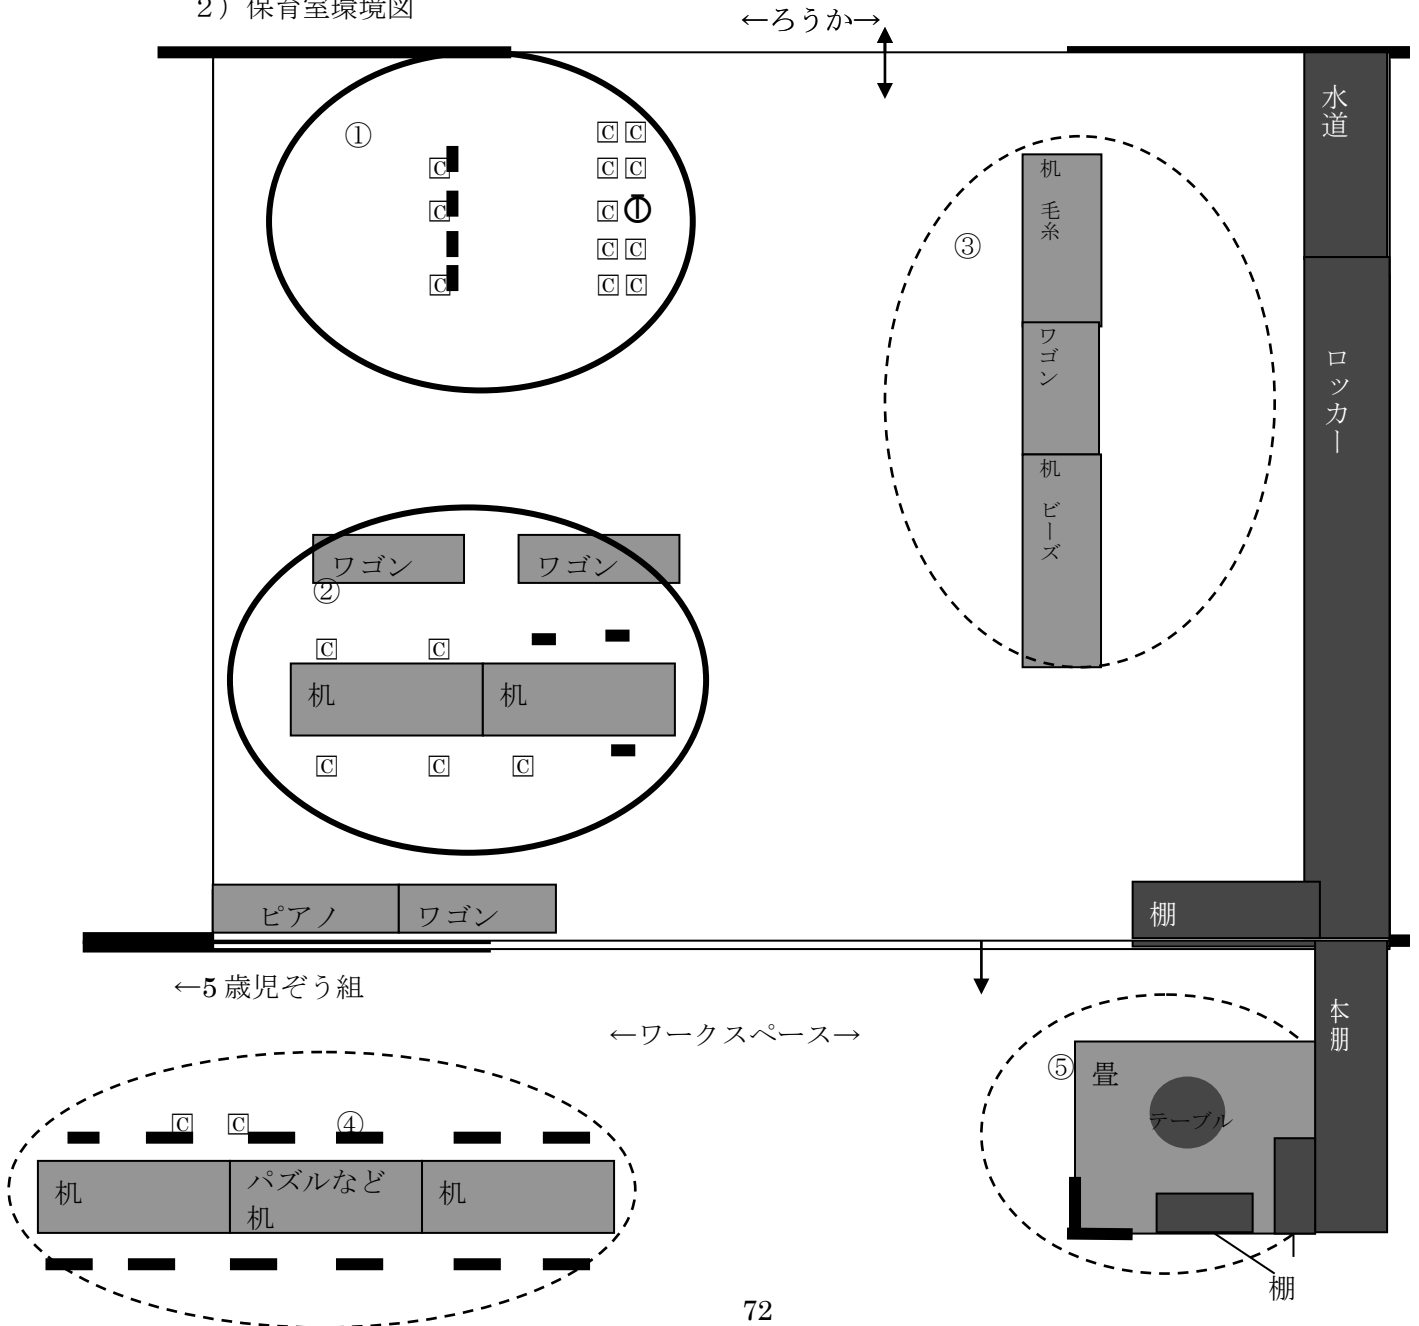 2）保育室環境図
←ろうか→
水道
①
C C
C C C
机 毛糸
C C
③
C C C
C C C
ワゴン
ロッカー
机 ビーズ
ワゴン
ワゴン
②
C
C
机
机
C
C
C
ピアノ
ワゴン
棚
←5歳児ぞう組
本棚
←ワークスペース→
⑤
畳
テーブル
C
C
④
机
パズルなど
机
机
棚
72